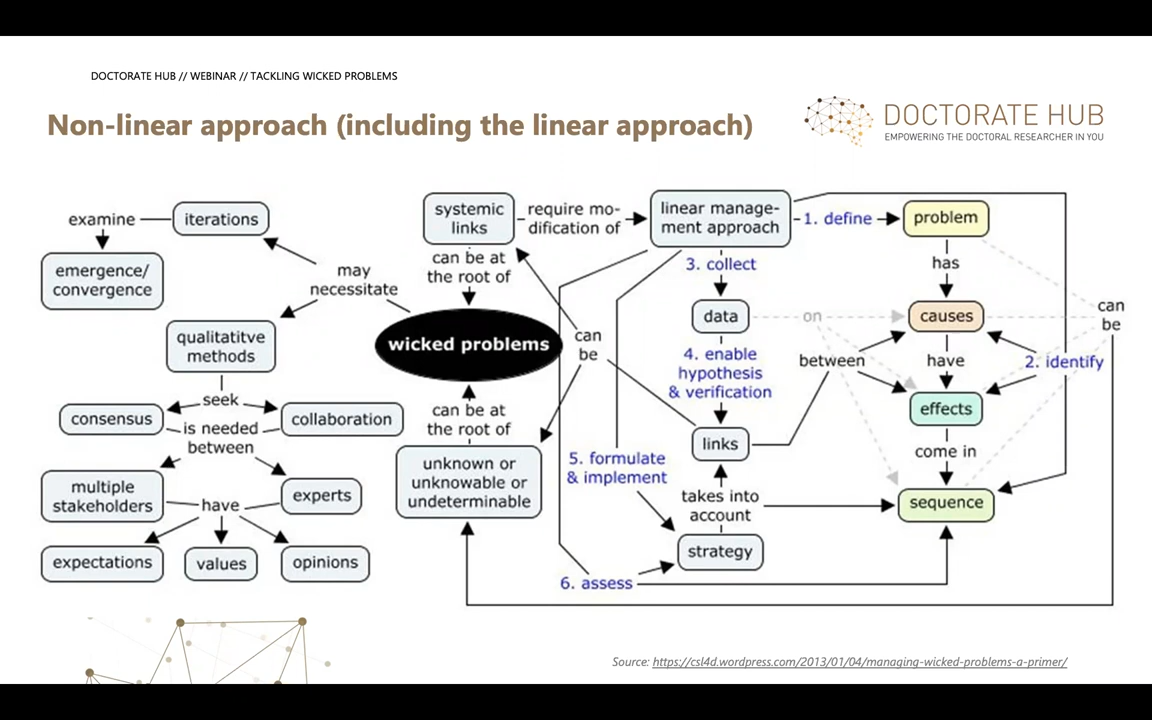 DOCTORATE HUB // WEBINAR // TACKLING WICKED PROBLEMS
Non-linear approach (including the linear approach)
DOCTORATE HUB
EMPOWERING THE DOCTORAL RESEARCHER IN YOU
examine
iterations
emergence/
convergence
may
necessitate
qualitatitve
methods
seek
consensus
collaboration
is needed
between
multiple
stakeholders
experts
have
expectations
values
opinions
systemic
links
require mo-
dification of
can be at
the root of
wicked problems
can
be
can be at
the root of
unknown or
unknowable or
undeterminable
linear manage-
ment approach
1. define
problem
3. collect
has
data
on
causes
can
be
4. enable
hypothesis
& verification
between
have
2. identify
effects
links
come in
5. formulate
& implement
takes into
account
sequence
strategy
6. assess
Source: https://csl4d.wordpress.com/2013/01/04/managing-wicked-problems-a-primer/